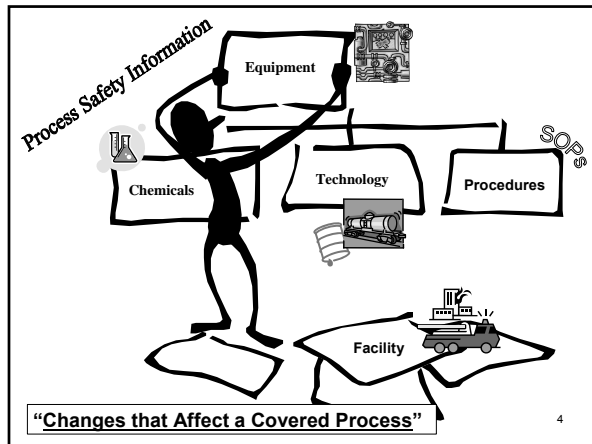 Process Safety Information
Equipment
Chemicals
Technology
Procedures
SOPs
Facility
“Changes that Affect a Covered Process”
4